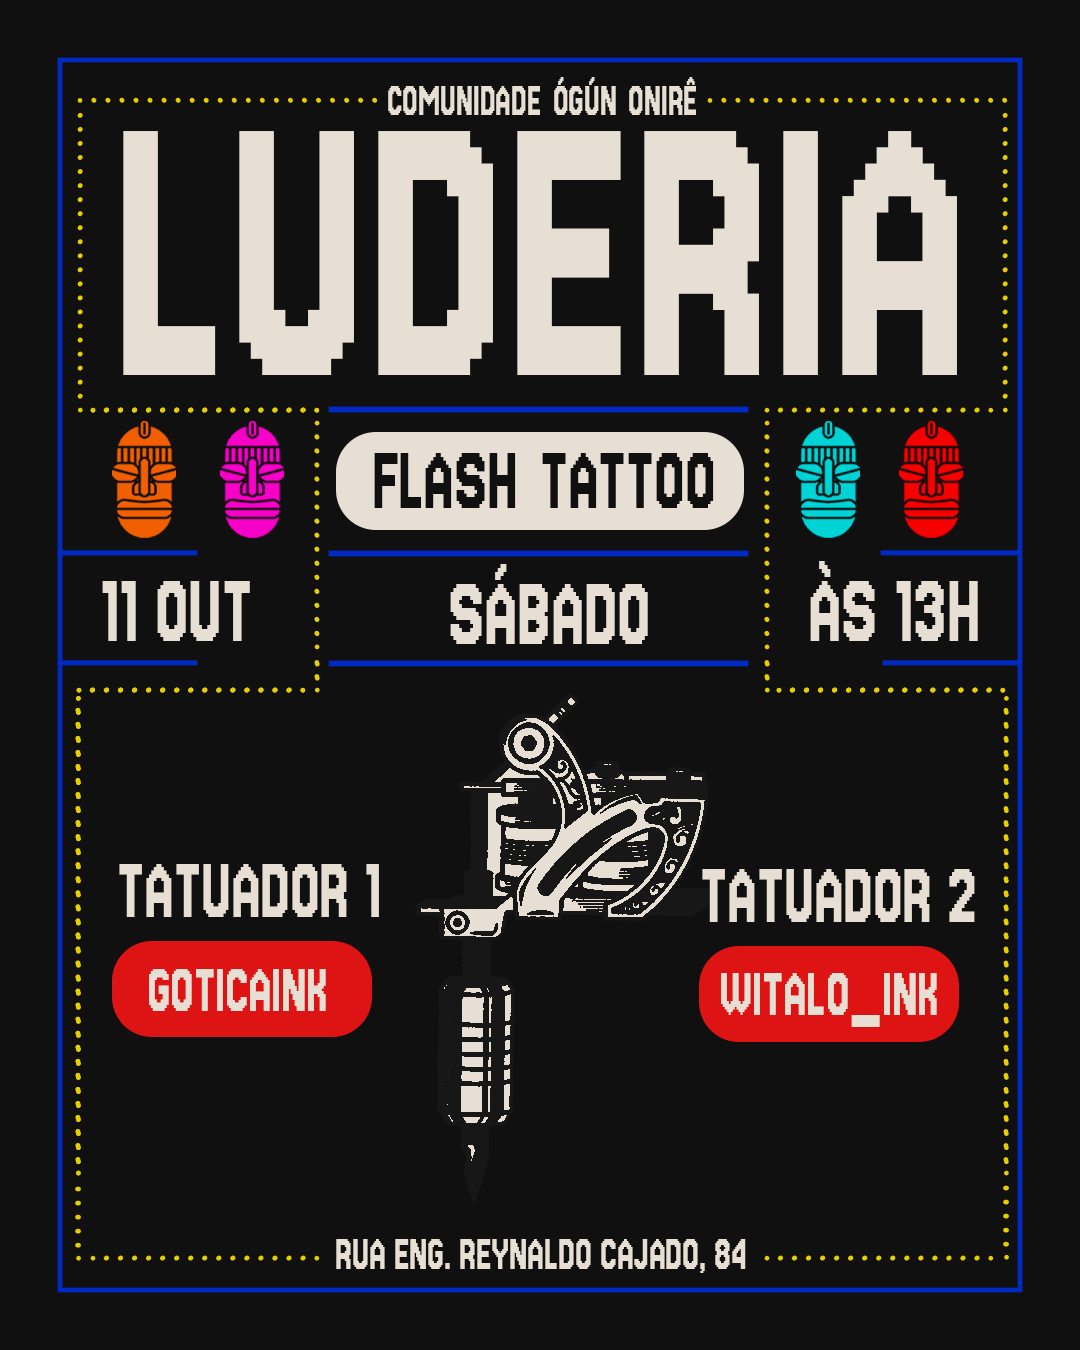 COMUNIDADE ÓGÚN ONIRÊ
LUDERIA
FLASH TATTOO
11 OUT
SÁBADO
ÀS 13H
TATUADOR 1
GOTICAINK
TATUADOR 2
WITALO_INK
RUA ENG. REYNALDO CAJADO, 84